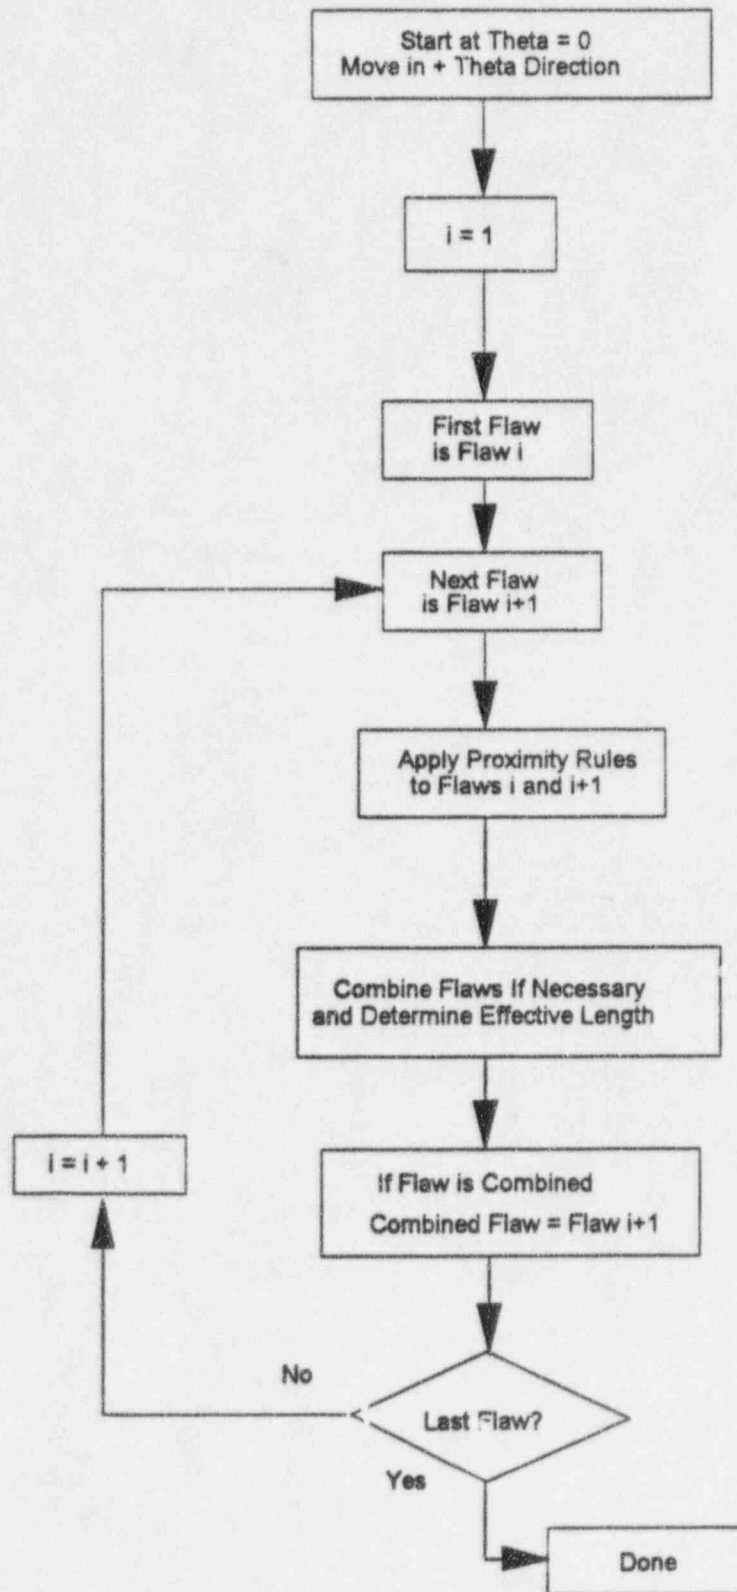 Start at Theta = 0
Move in + Theta Direction
i = 1
First Flaw
is Flaw i
Next Flaw
is Flaw i+1
Apply Proximity Rules
to Flaws i and i+1
Combine Flaws If Necessary
and Determine Effective Length
i = i + 1
If Flaw is Combined
Combined Flaw = Flaw i+1
No
Last Flaw?
Yes
Done